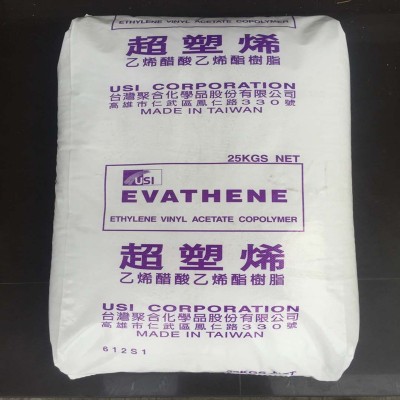 ETHYLENE VINYL ACETATE COPOLYMER
超塑烯
乙烯醋酸乙烯酯樹脂
USI CORPORATION
台灣聚合化學品股份有限公司
高雄市仁武區鳳仁路330號
MADE IN TAIWAN
25KGS NET
USI
EVATHENE
ETHYLENE VINYL ACETATE COPOLYMER
超塑烯
乙烯醋酸乙烯酯樹脂
USI CORPORATION
台灣聚合化學品股份有限公司
高雄市仁武區鳳仁路330號
MADE IN TAIWAN
612S1
25KGS